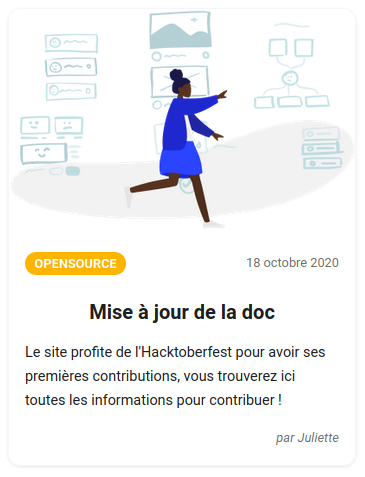 OPENSOURCE
18 octobre 2020
Mise à jour de la doc
Le site profite de l'Hacktoberfest pour avoir ses
premières contributions, vous trouverez ici
toutes les informations pour contribuer !
par Juliette